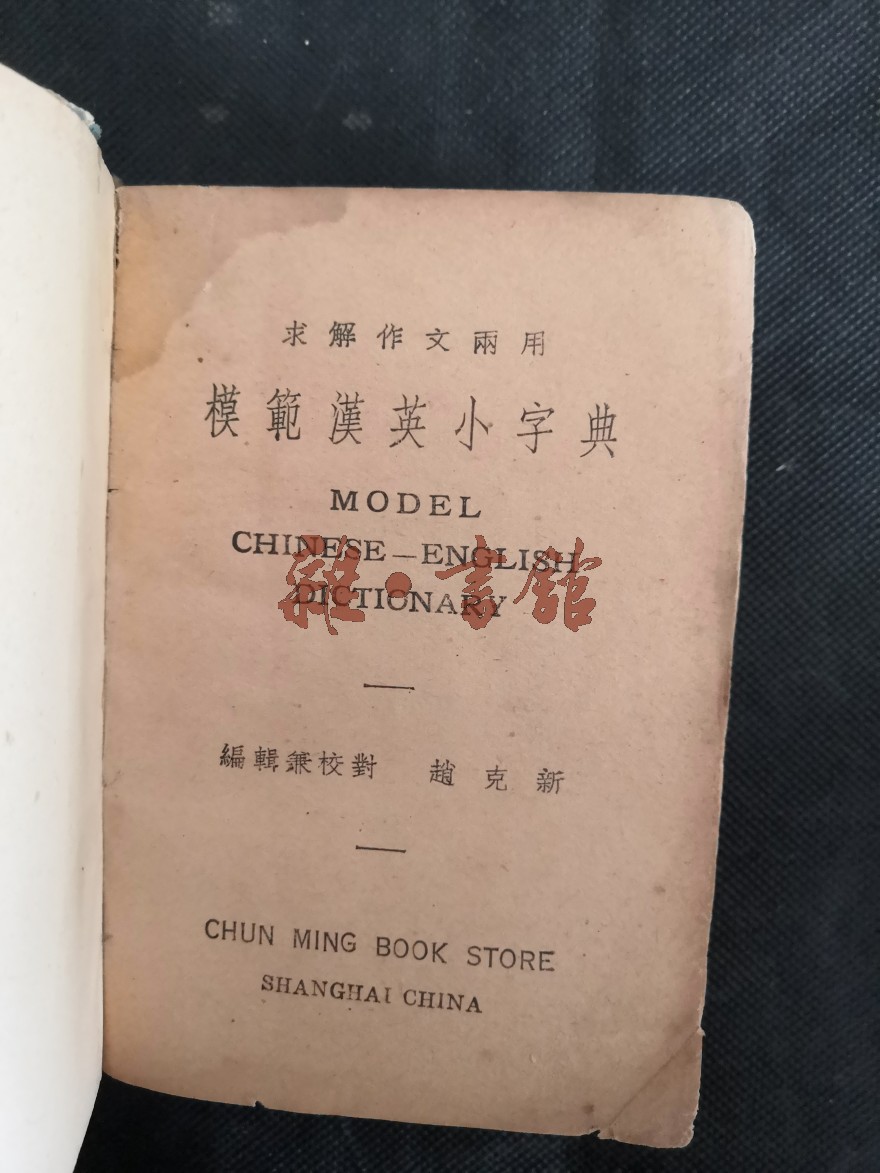 求解作文兩用
模範漢英小字典
MODEL
CHINESE—ENGLISH
DICTIONARY
雜·書館
編輯兼校對 趙克新
CHUN MING BOOK STORE
SHANGHAI CHINA